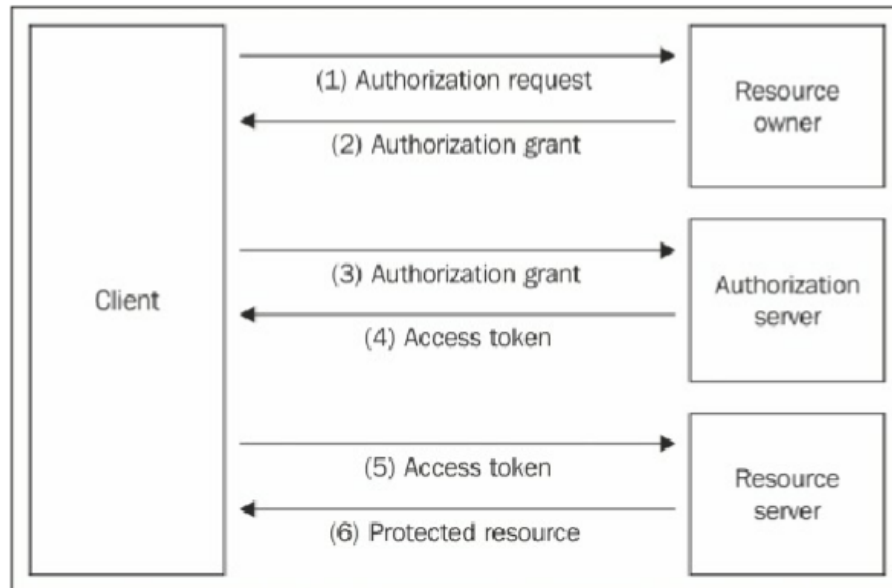 (1) Authorization request
Resource
owner
(2) Authorization grant
(3) Authorization grant
Client
Authorization
server
(4) Access token
(5) Access token
Resource
server
(6) Protected resource